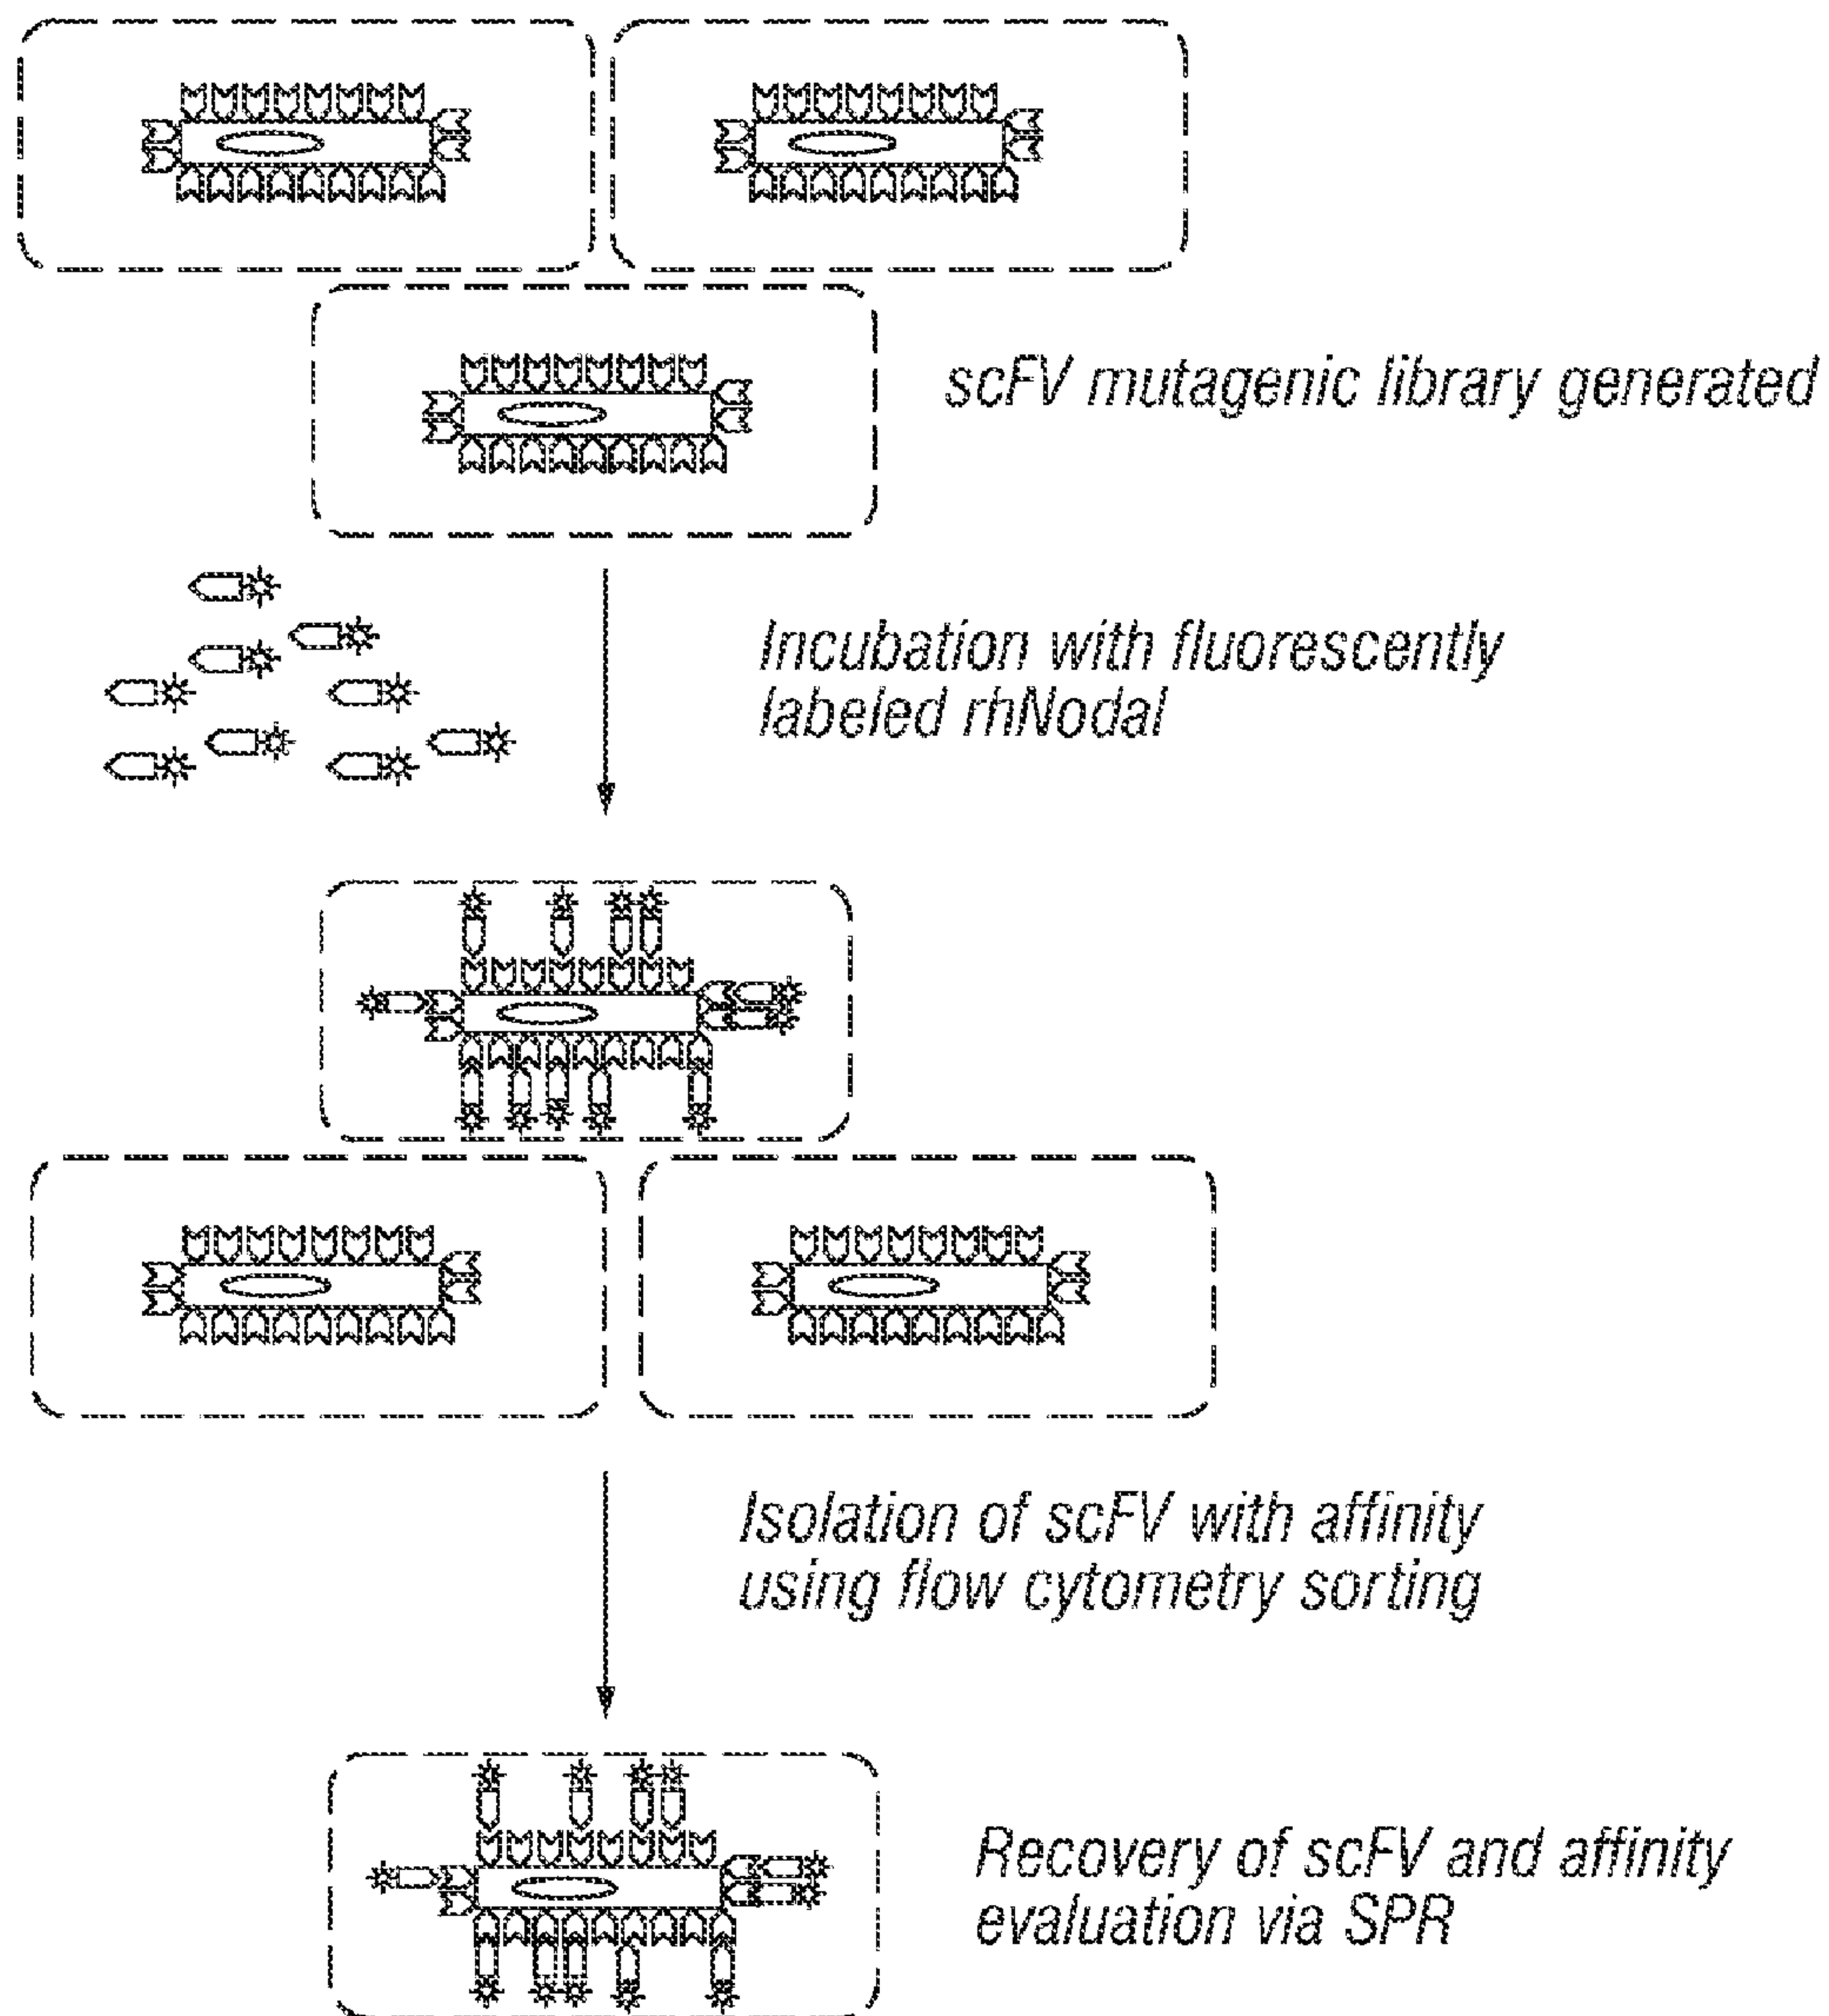 scFV mutagenic library generated
Incubation with fluorescently
labeled rhNodal
Isolation of scFV with affinity
using flow cytometry sorting
Recovery of scFV and affinity
evaluation via SPR